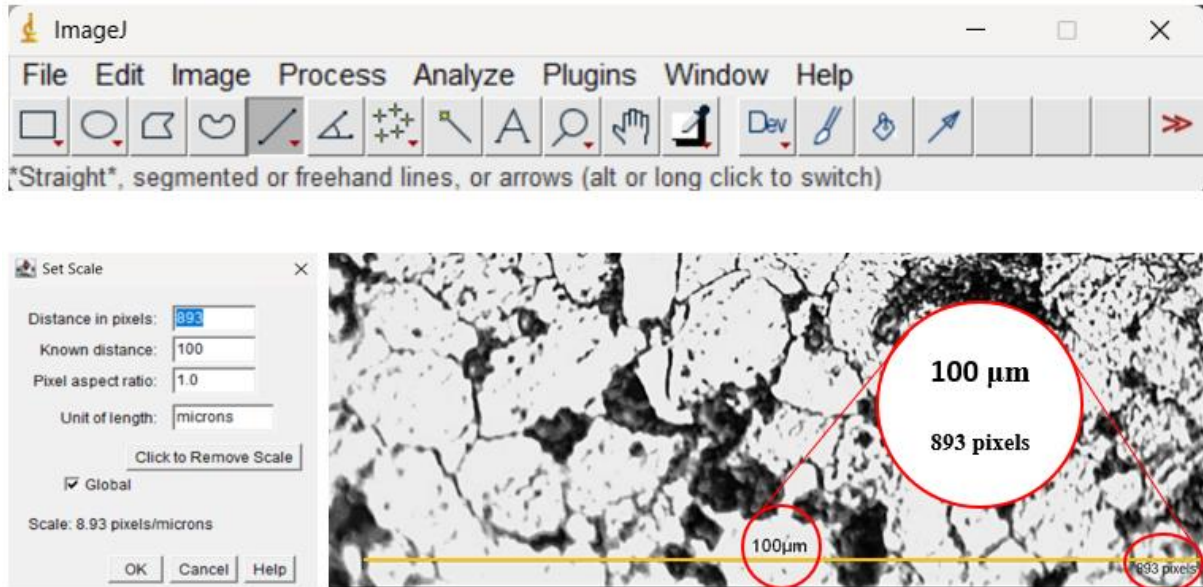 ImageJ
File Edit Image Process Analyze Plugins Window Help
Dev
*Straight*, segmented or freehand lines, or arrows (alt or long click to switch)
Set Scale
Distance in pixels: 893
Known distance: 100
Pixel aspect ratio: 1.0
Unit of length: microns
Click to Remove Scale
Global
Scale: 8.93 pixels/microns
OK Cancel Help
100 μm
893 pixels
100μm
893 pixels